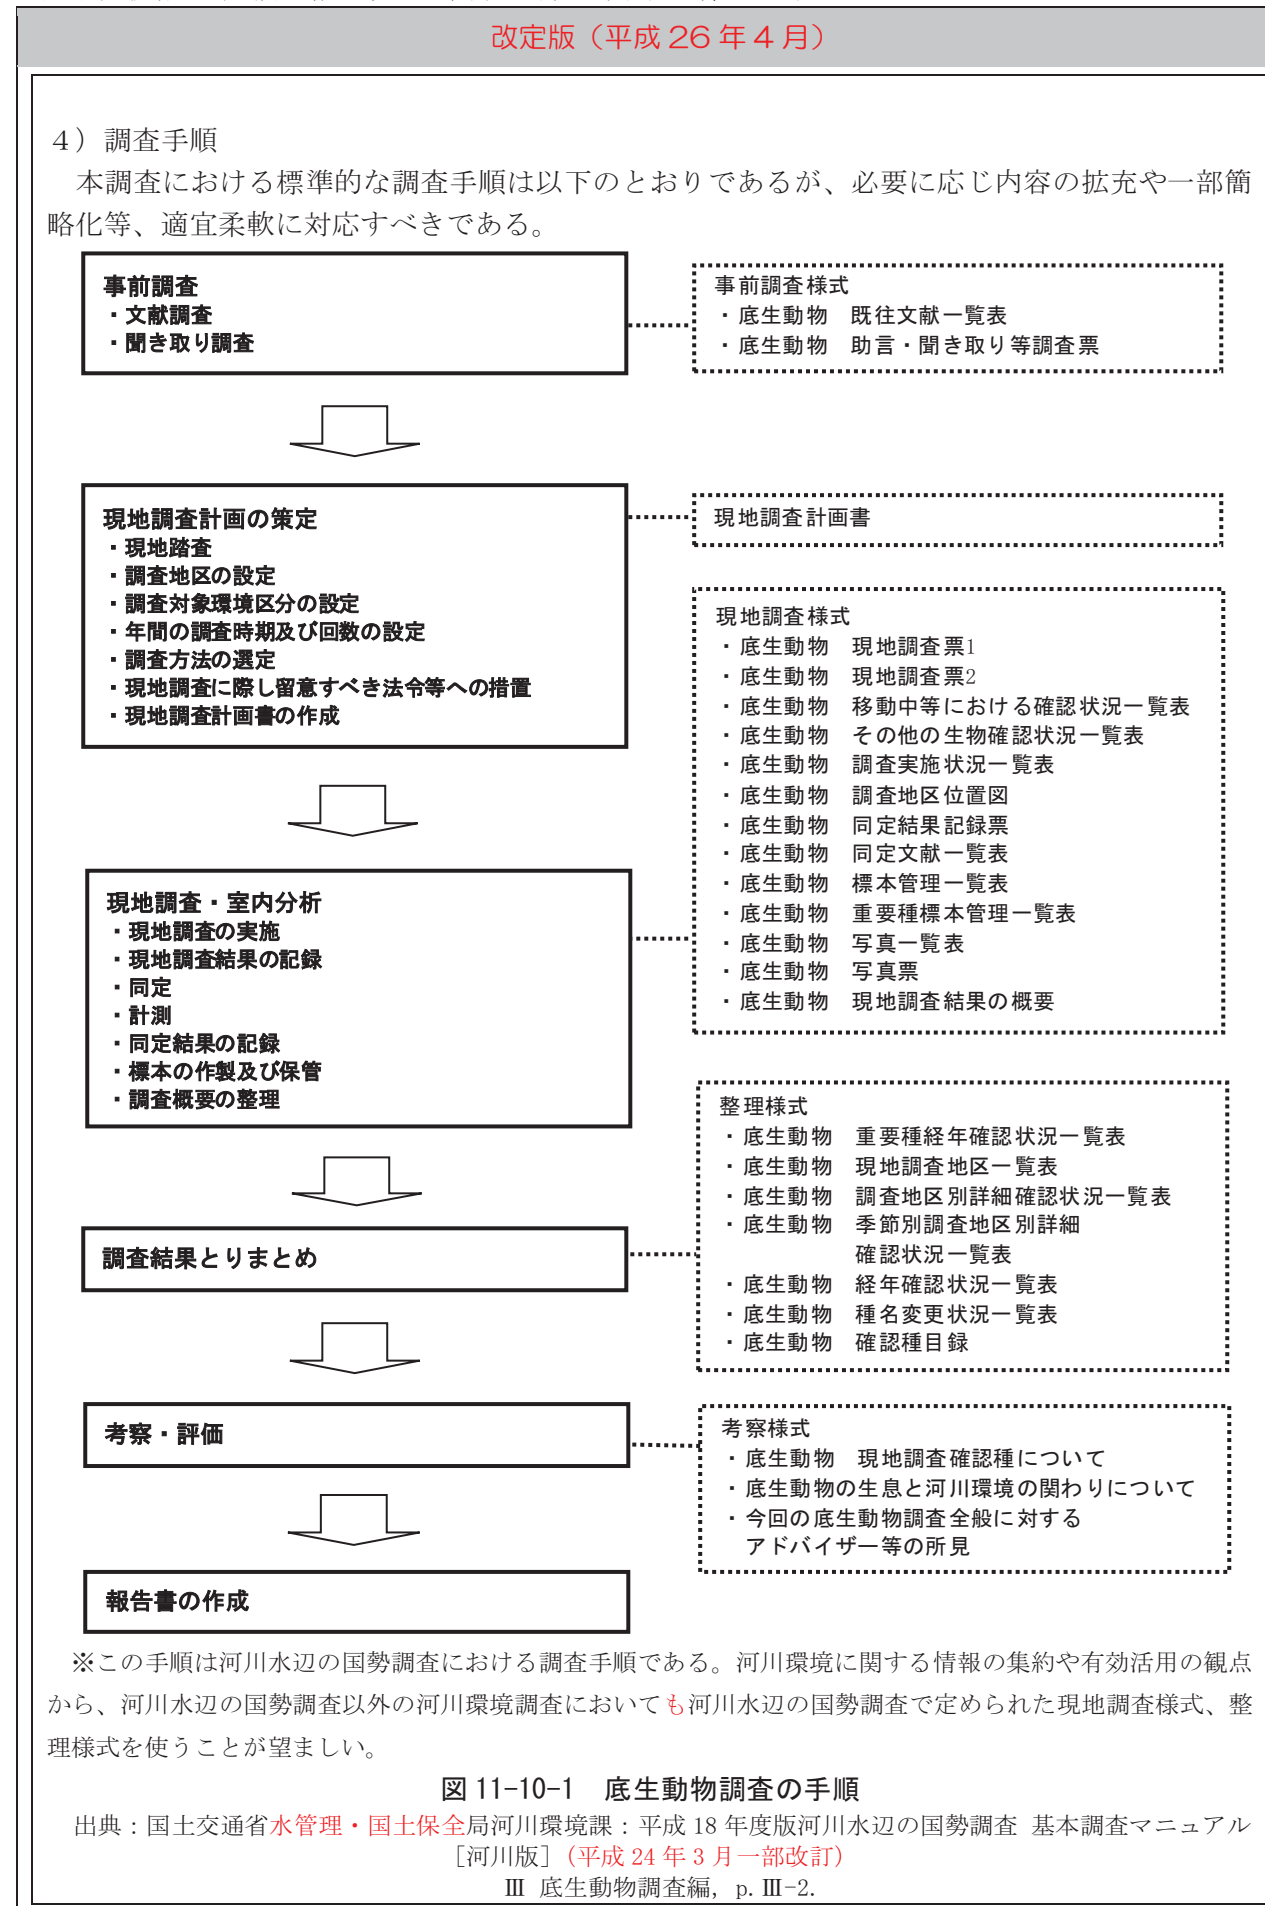 改定版（平成26年4月）
４）調査手順
本調査における標準的な調査手順は以下のとおりであるが、必要に応じ内容の拡充や一部簡
略化等、適宜柔軟に対応すべきである。
事前調査
・文献調査
・聞き取り調査
事前調査様式
・底生動物　既往文献一覧表
・底生動物　助言・聞き取り等調査票
現地調査計画の策定
・現地踏査
・調査地区の設定
・調査対象環境区分の設定
・年間の調査時期及び回数の設定
・調査方法の選定
・現地調査に際し留意すべき法令等への措置
・現地調査計画書の作成
現地調査計画書
現地調査様式
・底生動物　現地調査票1
・底生動物　現地調査票2
・底生動物　移動中等における確認状況一覧表
・底生動物　その他の生物確認状況一覧表
・底生動物　調査実施状況一覧表
・底生動物　調査地区位置図
・底生動物　同定結果記録票
・底生動物　同定文献一覧表
・底生動物　標本管理一覧表
・底生動物　重要種標本管理一覧表
・底生動物　写真一覧表
・底生動物　写真票
・底生動物　現地調査結果の概要
現地調査・室内分析
・現地調査の実施
・現地調査結果の記録
・同定
・計測
・同定結果の記録
・標本の作製及び保管
・調査概要の整理
整理様式
・底生動物　重要種経年確認状況一覧表
・底生動物　現地調査地区一覧表
・底生動物　調査地区別詳細確認状況一覧表
・底生動物　季節別調査地区別詳細
確認状況一覧表
・底生動物　経年確認状況一覧表
・底生動物　種名変更状況一覧表
・底生動物　確認種目録
調査結果とりまとめ
考察・評価
考察様式
・底生動物　現地調査確認種について
・底生動物の生息と河川環境の関わりについて
・今回の底生動物調査全般に対する
アドバイザー等の所見
報告書の作成
※この手順は河川水辺の国勢調査における調査手順である。河川環境に関する情報の集約や有効活用の観点
から、河川水辺の国勢調査以外の河川環境調査においても河川水辺の国勢調査で定められた現地調査様式、整
理様式を使うことが望ましい。
図 11-10-1　底生動物調査の手順
出典：国土交通省水管理・国土保全局河川環境課：平成 18 年度版河川水辺の国勢調査 基本調査マニュアル
［河川版］（平成 24 年 3 月一部改訂）
Ⅲ 底生動物調査編, p.Ⅲ-2.